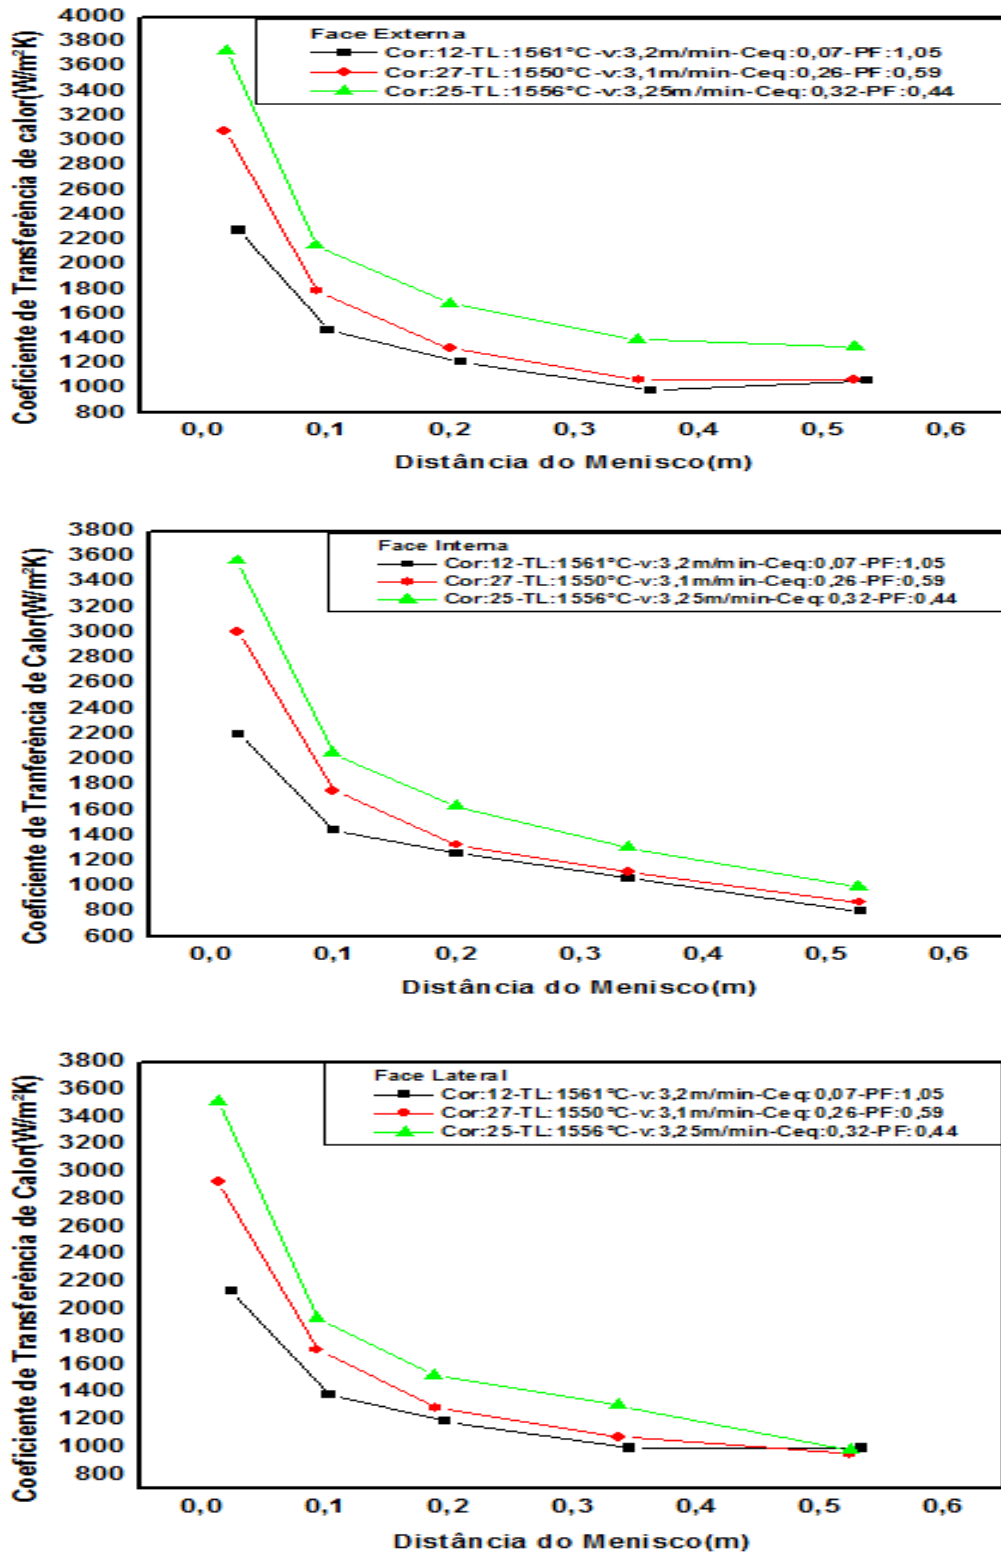 4000
3800
3600
3400
3200
3000
2800
2600
2400
2200
2000
1800
1600
1400
1200
1000
800
Coeficiente de Transferência de calor(W/m²K)
Face Externa
Cor:12-TL:1561ºC-v:3,2m/min-Ceq:0,07-PF:1,05
Cor:27-TL:1550ºC-v:3,1m/min-Ceq:0,26-PF:0,59
Cor:25-TL:1556ºC-v:3,25m/min-Ceq:0,32-PF:0,44
0,0 0,1 0,2 0,3 0,4 0,5 0,6
Distância do Menisco(m)
3800
3600
3400
3200
3000
2800
2600
2400
2200
2000
1800
1600
1400
1200
1000
800
600
Coeficiente de Tranferência de Calor(W/m²K)
Face Interna
Cor:12-TL:1561ºC-v:3,2m/min-Ceq:0,07-PF:1,05
Cor:27-TL:1550ºC-v:3,1m/min-Ceq:0,26-PF:0,59
Cor:25-TL:1556ºC-v:3,25m/min-Ceq:0,32-PF:0,44
0,0 0,1 0,2 0,3 0,4 0,5 0,6
Distância do Menisco(m)
3800
3600
3400
3200
3000
2800
2600
2400
2200
2000
1800
1600
1400
1200
1000
800
Coeficiente de Transferência de Calor(W/m²K)
Face Lateral
Cor:12-TL:1561ºC-v:3,2m/min-Ceq:0,07-PF:1,05
Cor:27-TL:1550ºC-v:3,1m/min-Ceq:0,26-PF:0,59
Cor:25-TL:1556ºC-v:3,25m/min-Ceq:0,32-PF:0,44
0,0 0,1 0,2 0,3 0,4 0,5 0,6
Distância do Menisco(m)